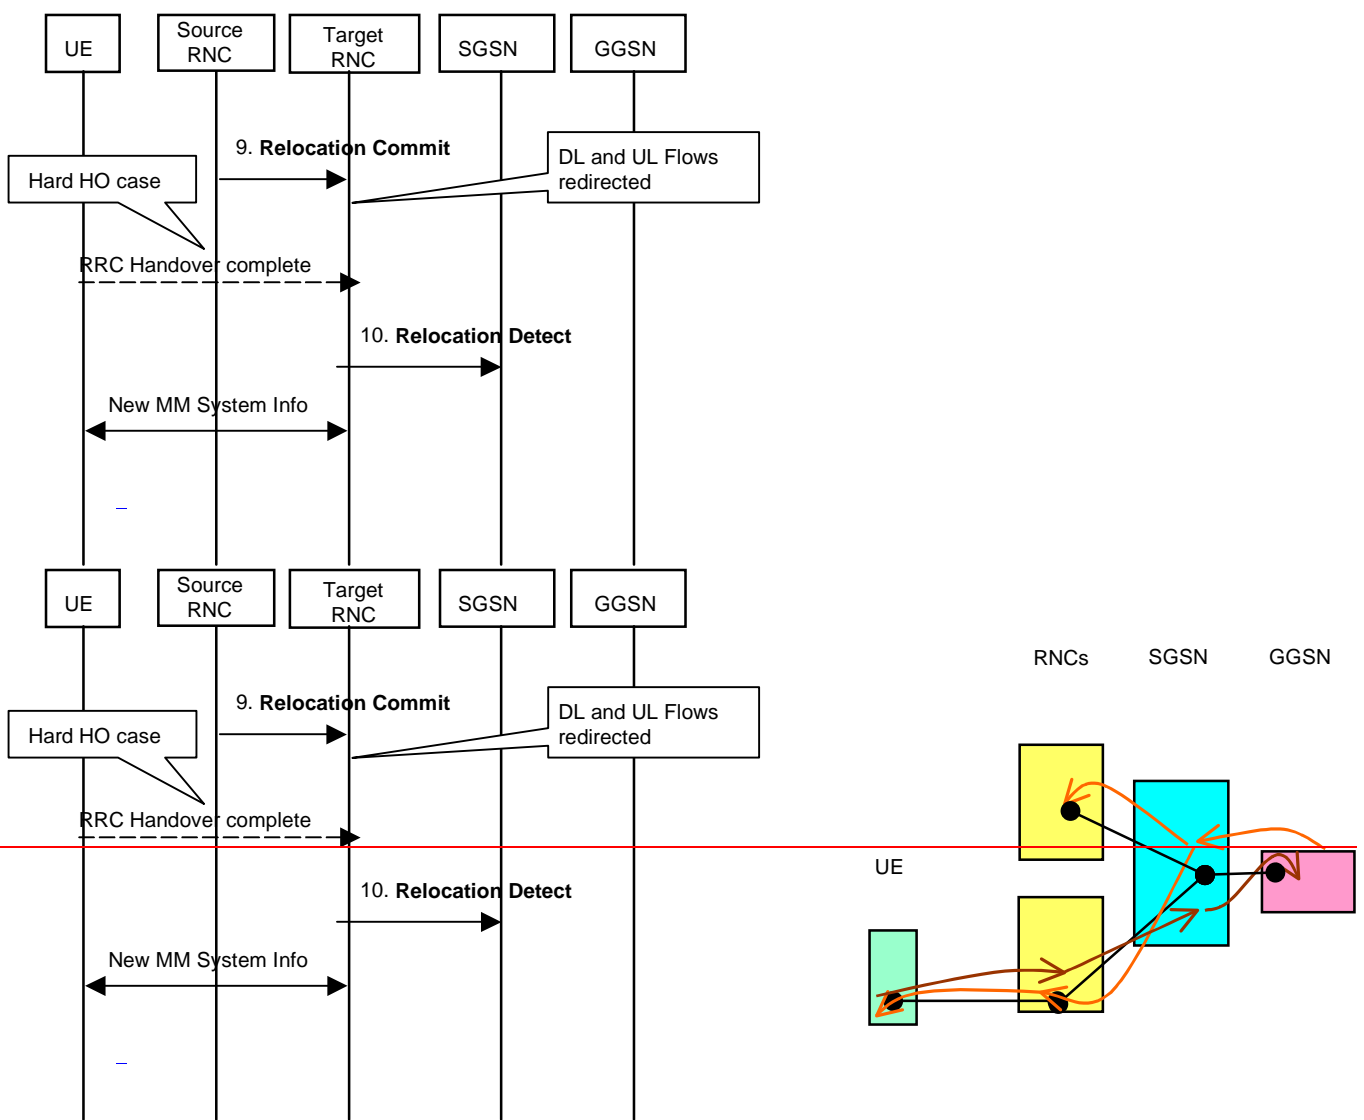 UE
Source
RNC
Target
RNC
SGSN
GGSN
9. Relocation Commit
DL and UL Flows
redirected
Hard HO case
RRC Handover complete
10. Relocation Detect
New MM System Info
UE
Source
RNC
Target
RNC
SGSN
GGSN
RNCs
SGSN
GGSN
9. Relocation Commit
DL and UL Flows
redirected
Hard HO case
RRC Handover complete
UE
10. Relocation Detect
New MM System Info